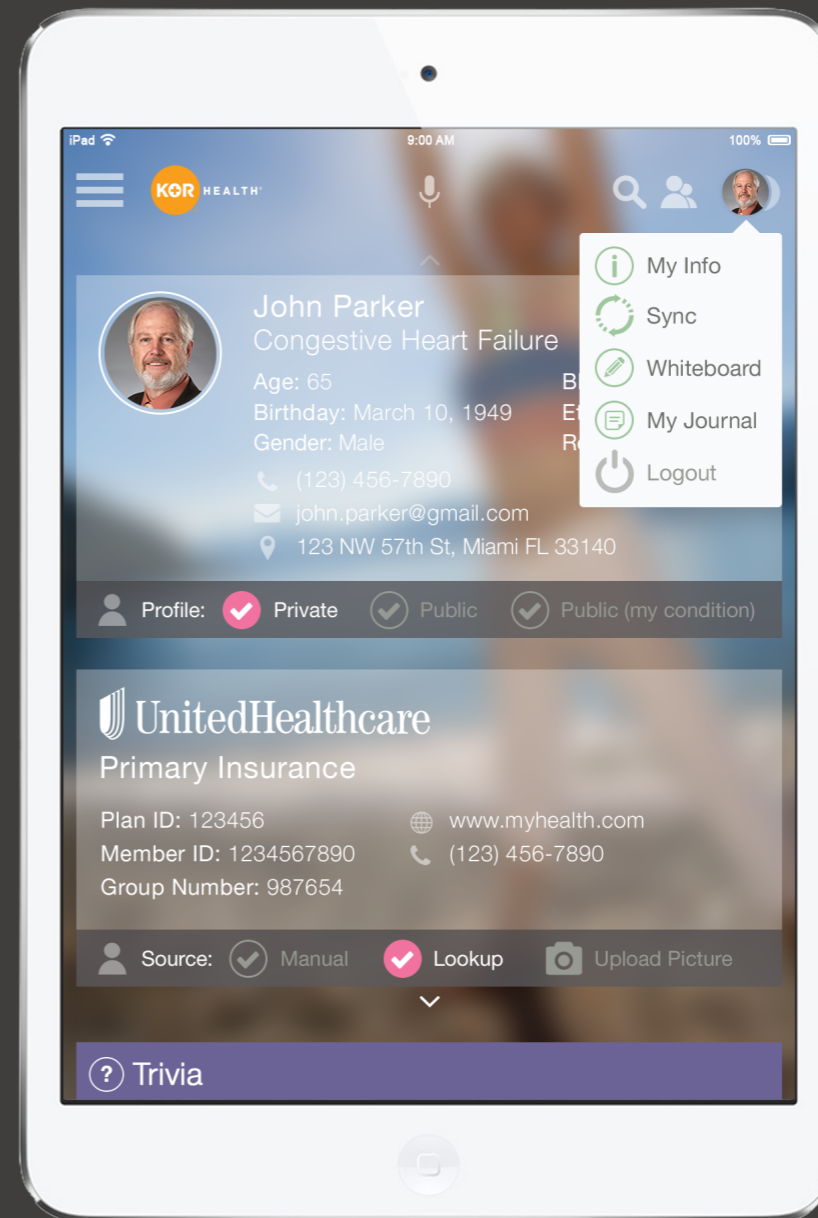 iPad 9:00 AM 100%
KOR HEALTH
My Info
Sync
Whiteboard
My Journal
Logout
John Parker
Congestive Heart Failure
Age: 65
Birthday: March 10, 1949
Gender: Male
(123) 456-7890
john.parker@gmail.com
123 NW 57th St, Miami FL 33140
Profile: Private Public Public (my condition)
UnitedHealthcare
Primary Insurance
Plan ID: 123456 www.myhealth.com
Member ID: 1234567890 (123) 456-7890
Group Number: 987654
Source: Manual Lookup Upload Picture
? Trivia